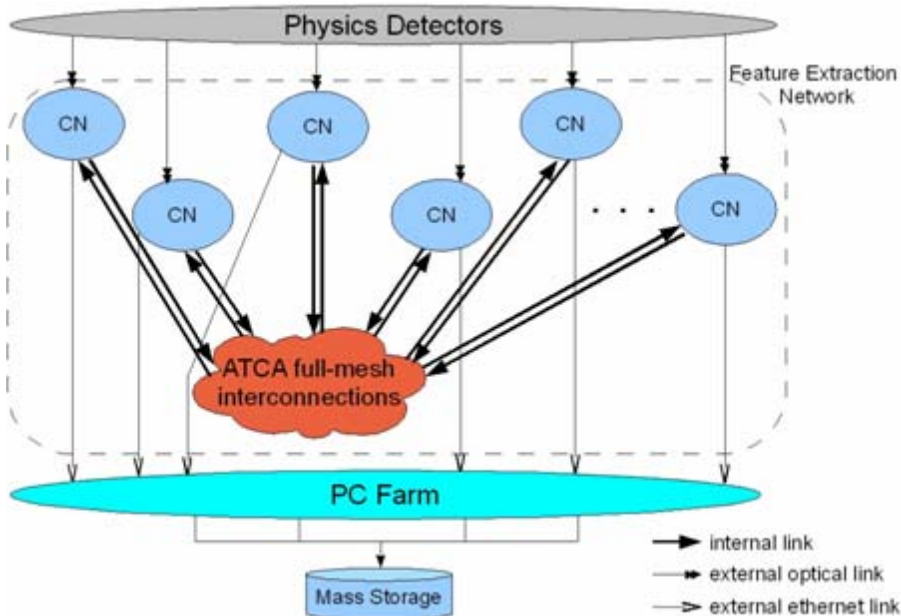 Physics Detectors
Feature Extraction
Network
CN
CN
CN
CN
CN
CN
. . .
ATCA full-mesh
interconnections
PC Farm
Mass Storage
internal link
external optical link
external ethernet link